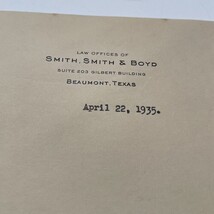 LAW OFFICES OF
SMITH, SMITH & BOYD
SUITE 203 GILBERT BUILDING
BEAUMONT, TEXAS
April 22, 1935.